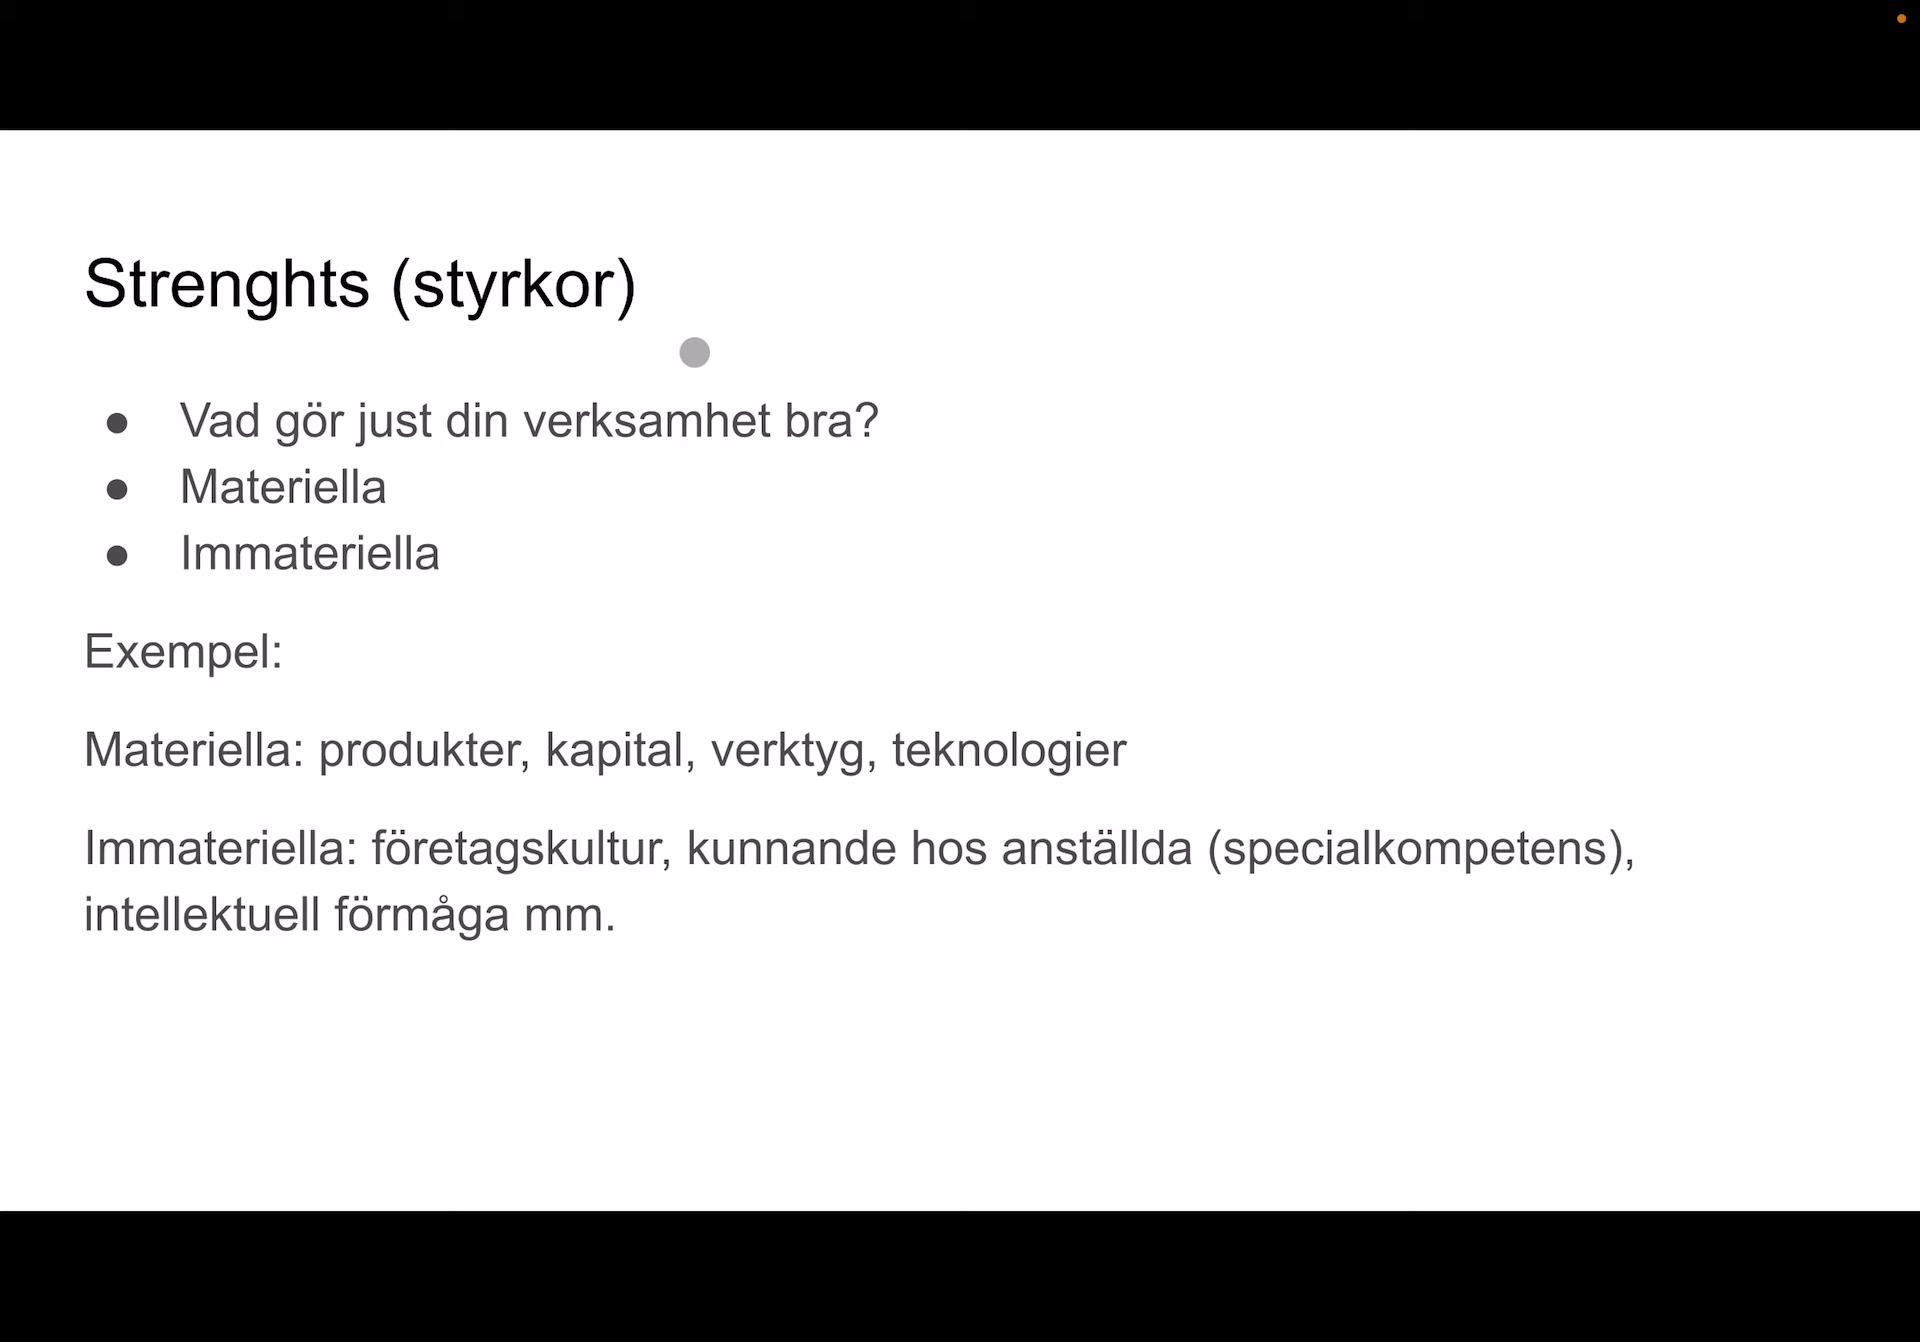 Strenghts (styrkor)
● Vad gör just din verksamhet bra?
● Materiella
● Immateriella
Exempel:
Materiella: produkter, kapital, verktyg, teknologier
Immateriella: företagskultur, kunnande hos anställda (specialkompetens),
intellektuell förmåga mm.